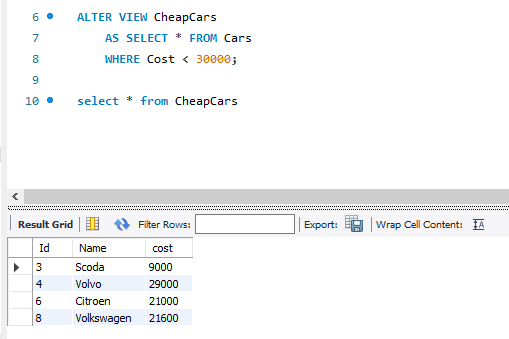 6 ALTER VIEW CheapCars
7 AS SELECT * FROM Cars
8 WHERE Cost < 30000;
9
10 select * from CheapCars
Result Grid Filter Rows: Export: Wrap Cell Content: IA
Id Name cost
3 Scoda 9000
4 Volvo 29000
6 Citroen 21000
8 Volkswagen 21600